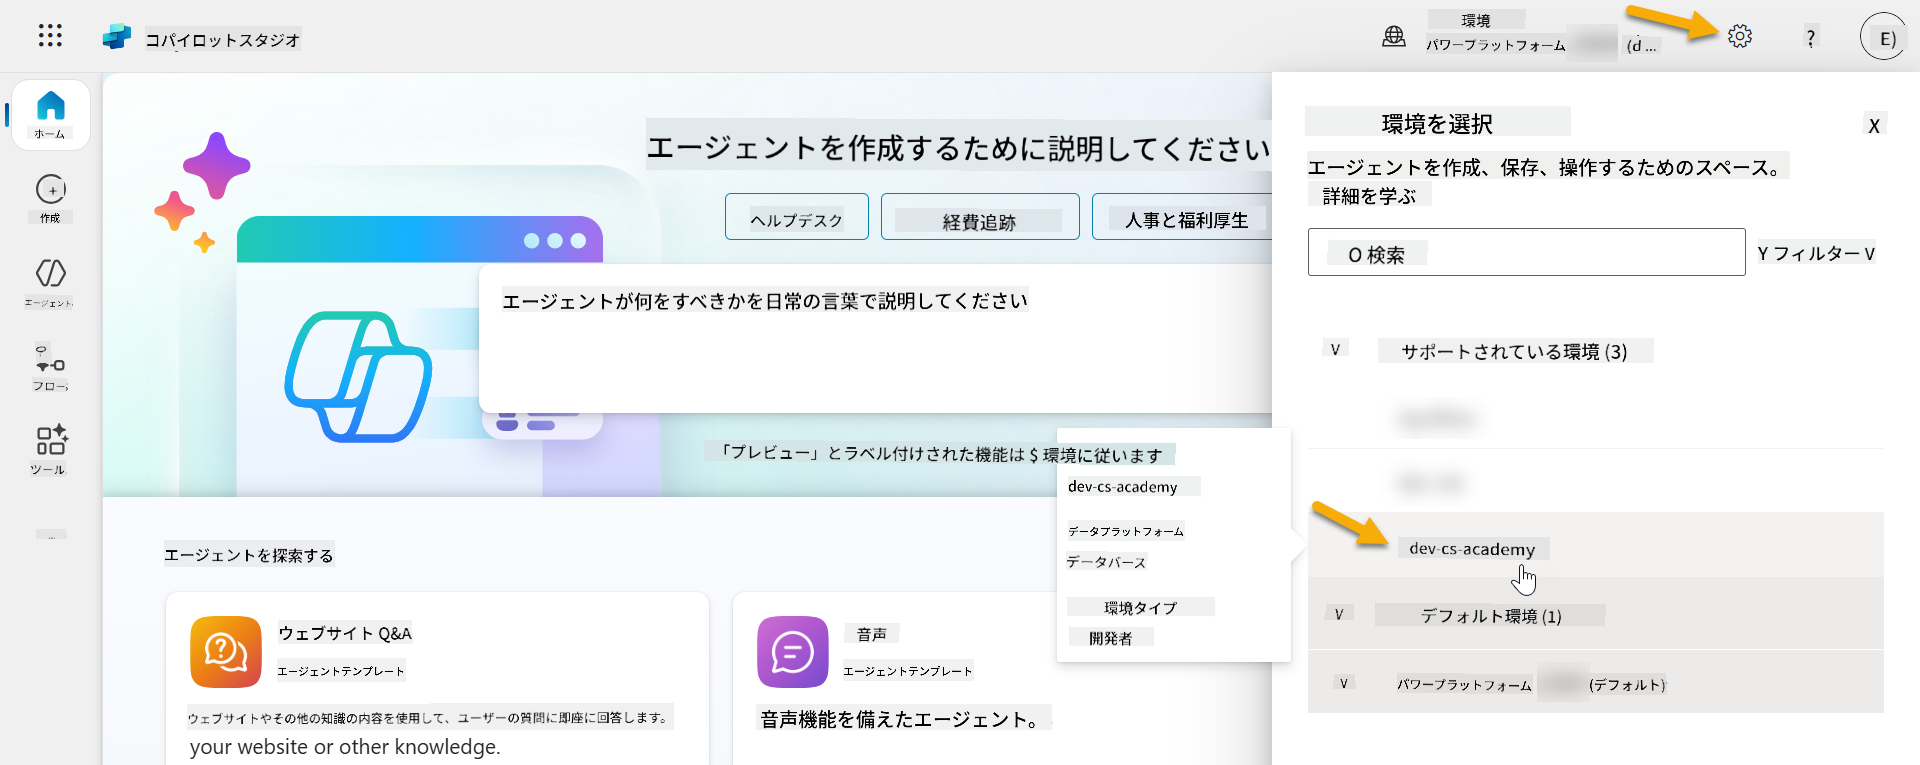 コパイロットスタジオ
環境
パワープラットフォーム
(d ...
?
E)
ホーム
作成
エージェント
フロー
ツール
エージェントを作成するために説明してください
ヘルプデスク
経費追跡
人事と福利厚生
エージェントが何をすべきかを日常の言葉で説明してください
「プレビュー」とラベル付けされた機能は $ 環境に従います
エージェントを探索する
ウェブサイト Q&A
エージェントテンプレート
ウェブサイトやその他の知識の内容を使用して、ユーザーの質問に即座に回答します。
your website or other knowledge.
音声
エージェントテンプレート
音声機能を備えたエージェント。
dev-cs-academy
データプラットフォーム
データバース
環境タイプ
開発者
環境を選択
X
エージェントを作成、保存、操作するためのスペース。
詳細を学ぶ
O 検索
Y フィルター V
V サポートされている環境 (3)
dev-cs-academy
V デフォルト環境 (1)
V パワープラットフォーム (デフォルト)